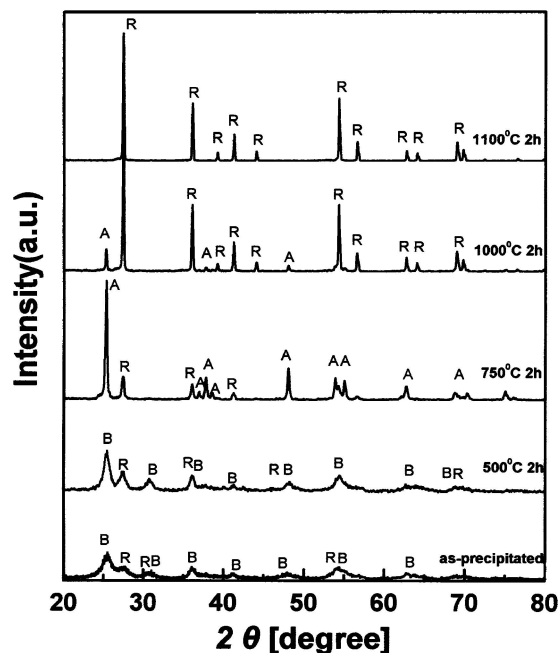 R
R R R R R R R R R R 1100°C 2h
A R A R R R A R R R R R 1000°C 2h
A R R A A A R A A A A A 750°C 2h
B R B R B B R B B B B R 500°C 2h
B R R B B B B R B B as-precipitated
Intensity(a.u.)
20 30 40 50 60 70 80
2 θ [degree]